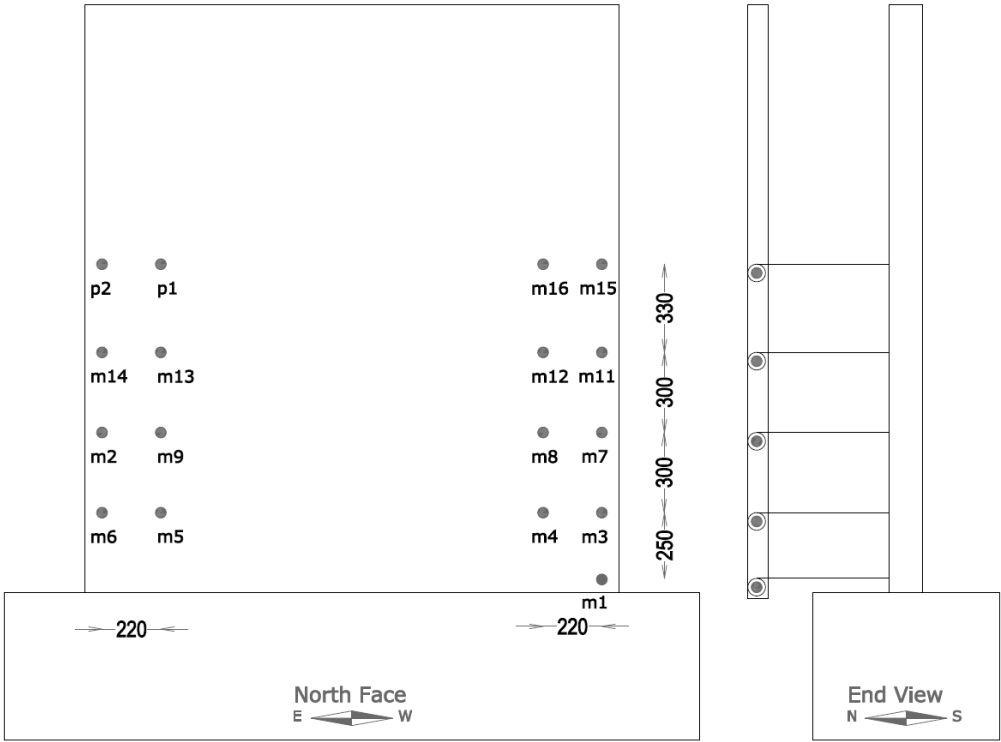 p2 p1 m16 m15
330
m14 m13 m12 m11
300
m2 m9 m8 m7
300
m6 m5 m4 m3
250
m1
220 220
North Face
E W
End View
N S